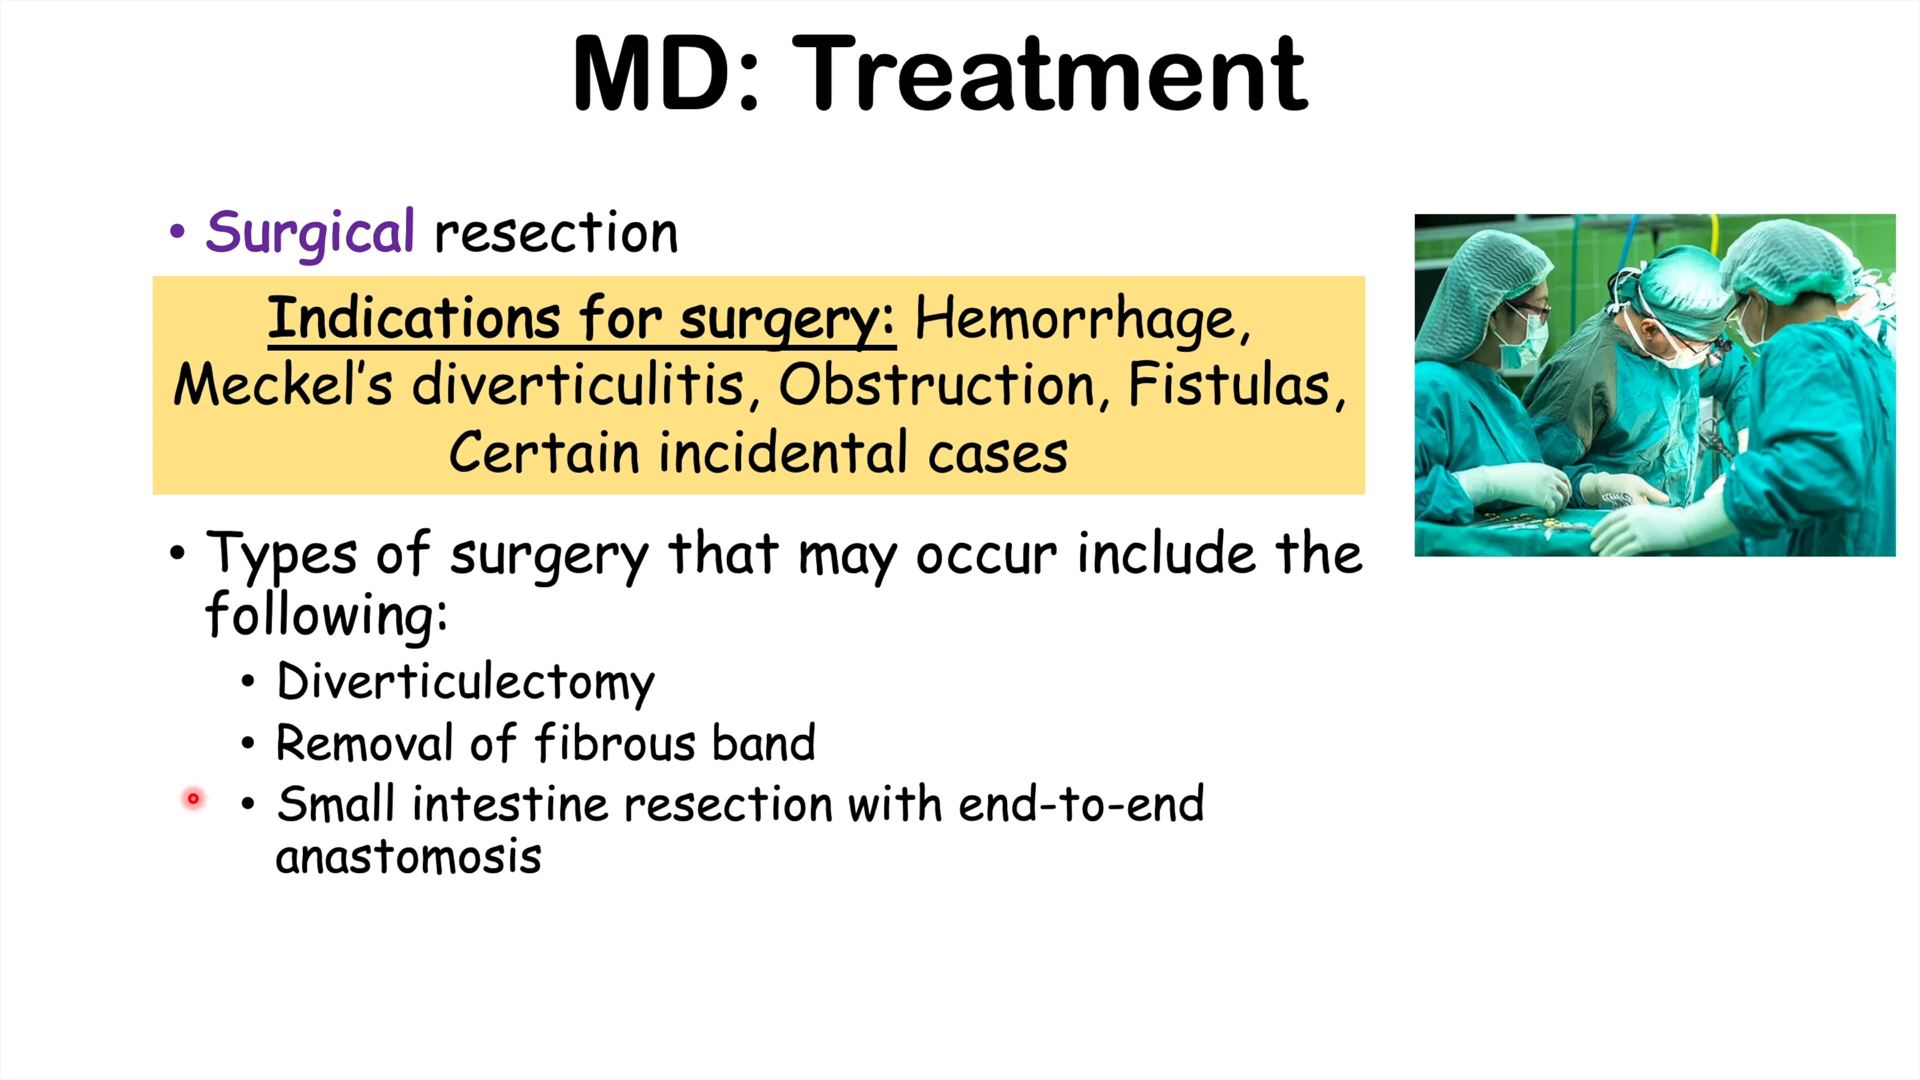 MD: Treatment
• Surgical resection
Indications for surgery: Hemorrhage,
Meckel's diverticulitis, Obstruction, Fistulas,
Certain incidental cases
• Types of surgery that may occur include the
following:
• Diverticulectomy
• Removal of fibrous band
• Small intestine resection with end-to-end
anastomosis